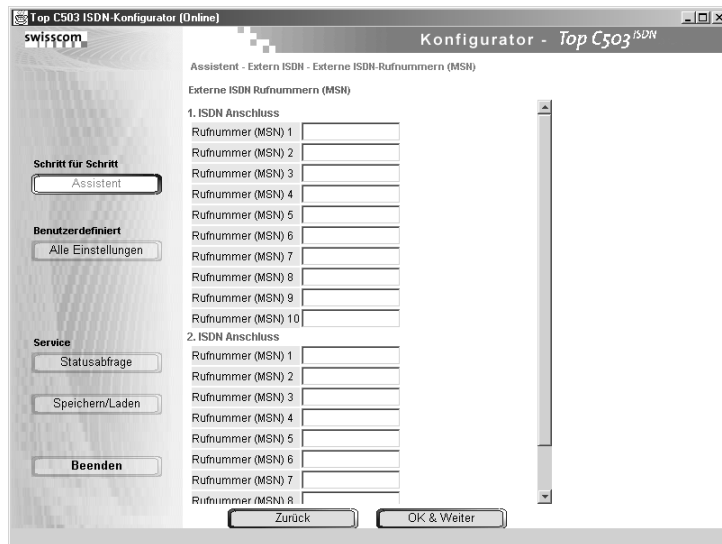 Top C503 ISDN-Konfigurator (Online)
swisscom
Konfigurator - Top C503 ISDN
Assistent - Extern ISDN - Externe ISDN-Rufnummern (MSN)
Externe ISDN Rufnummern (MSN)
1. ISDN Anschluss
Rufnummer (MSN) 1
Rufnummer (MSN) 2
Rufnummer (MSN) 3
Rufnummer (MSN) 4
Rufnummer (MSN) 5
Rufnummer (MSN) 6
Rufnummer (MSN) 7
Rufnummer (MSN) 8
Rufnummer (MSN) 9
Rufnummer (MSN) 10
2. ISDN Anschluss
Rufnummer (MSN) 1
Rufnummer (MSN) 2
Rufnummer (MSN) 3
Rufnummer (MSN) 4
Rufnummer (MSN) 5
Rufnummer (MSN) 6
Rufnummer (MSN) 7
Rufnummer (MSN) 8
Schritt für Schritt
Assistent
Benutzerdefiniert
Alle Einstellungen
Service
Statusabfrage
Speichern/Laden
Beenden
Zurück
OK & Weiter